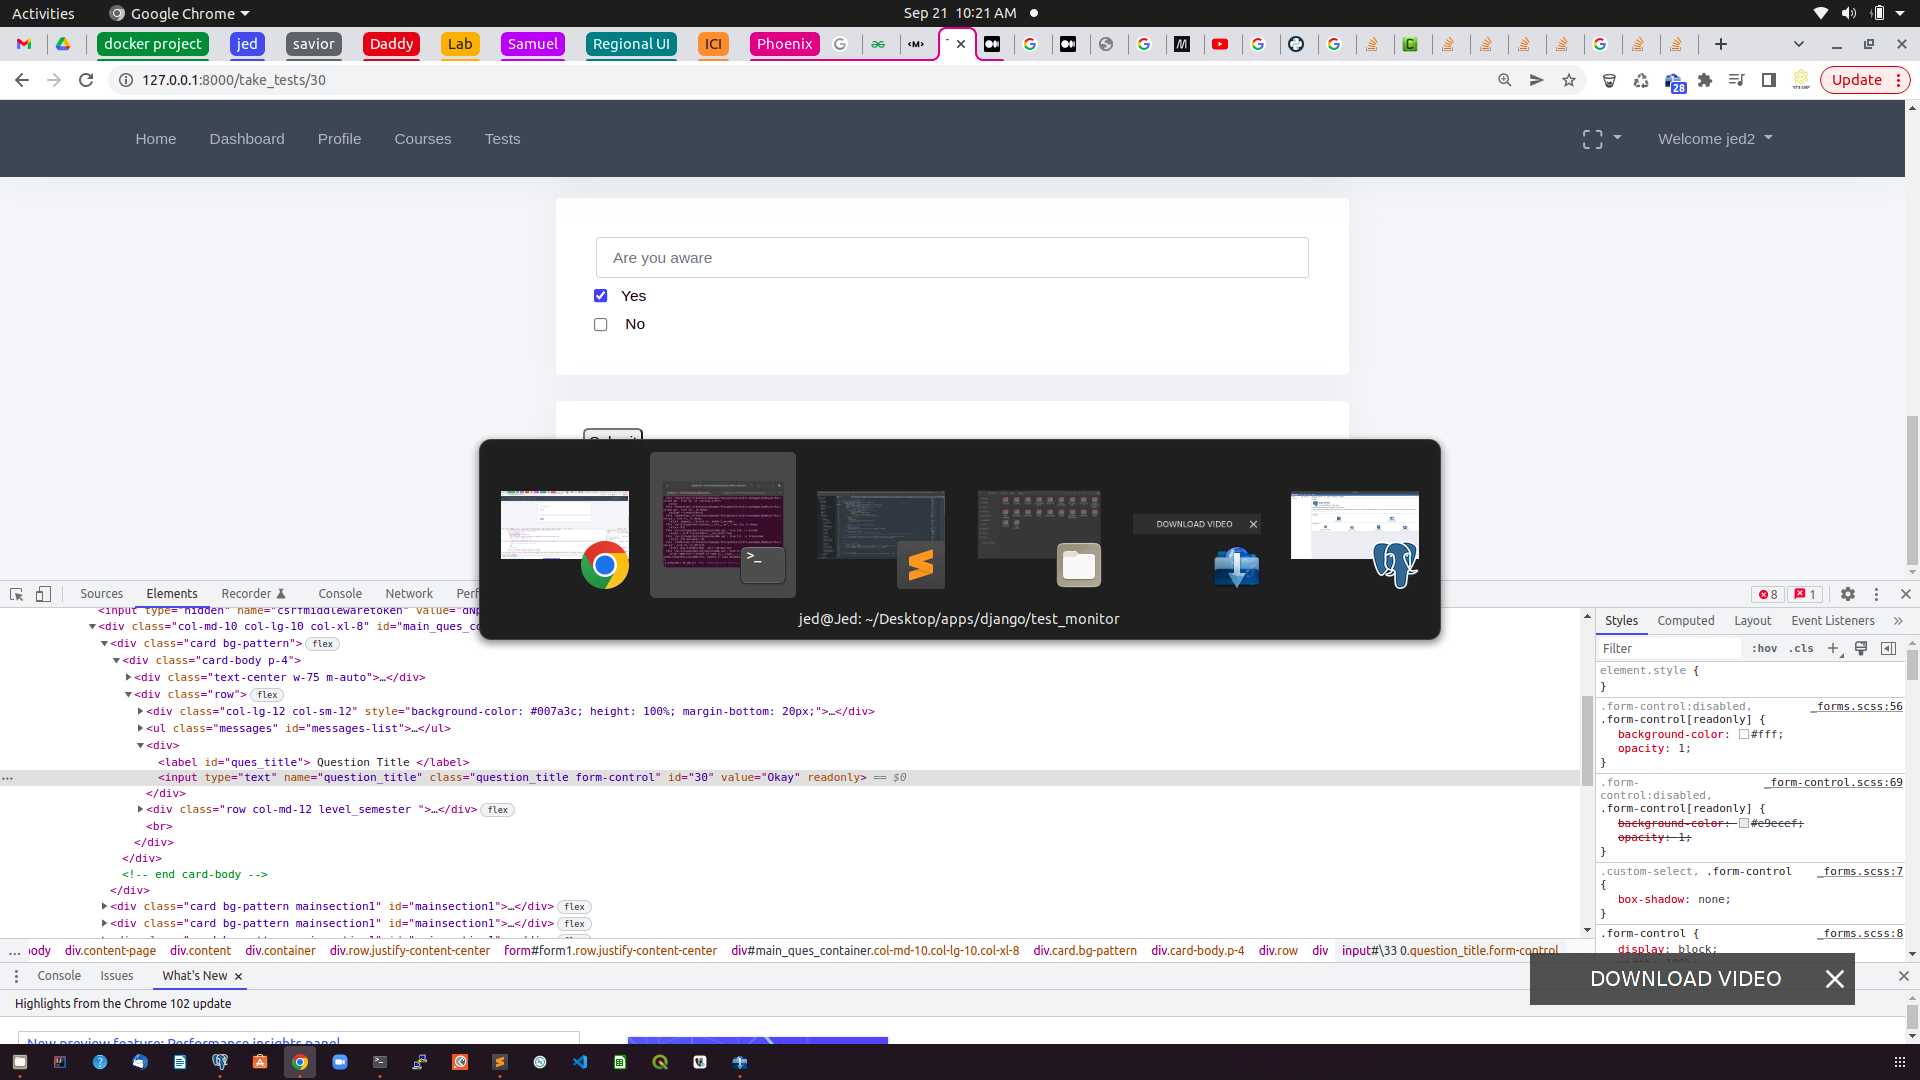 Activities
Google Chrome
Sep 21 10:21 AM
docker project
jed
savior
Daddy
Lab
Samuel
Regional UI
ICI
Phoenix
127.0.0.1:8000/take_tests/30
28
Update
Home
Dashboard
Profile
Courses
Tests
Welcome jed2
Are you aware
Yes
No
DOWNLOAD VIDEO
jed@Jed: ~/Desktop/apps/django/test_monitor
Sources
Elements
Recorder
Console
Network
8
1
<input type="hidden" name="csrfmiddlewaretoken"
<div class="col-md-10 col-lg-10 col-xl-8"
<div class="card bg-pattern"> flex
<div class="card-body p-4">
<div class="text-center w-75 m-auto">…</div>
<div class="row"> flex
<div class="col-lg-12 col-sm-12" style="background-color: #007a3c; height: 100%; margin-bottom: 20px;">…</div>
<ul class="messages" id="messages-list">…</ul>
<div>
<label id="ques_title"> Question Title </label>
<input type="text" name="question_title" class="question_title form-control" id="30" value="Okay" readonly> == $0
</div>
<div class="row col-md-12 level_semester ">…</div> flex
<br>
</div>
</div>
<!-- end card-body -->
</div>
<div class="card bg-pattern mainsection1" id="mainsection1">…</div> flex
<div class="card bg-pattern mainsection1" id="mainsection1">…</div> flex
Styles
Computed
Layout
Event Listeners
Filter
:hov
.cls
element.style {
}
.form-control:disabled, _forms.scss:56
.form-control[readonly] {
background-color: #fff;
opacity: 1;
}
.form- _form-control.scss:69
control:disabled,
.form-control[readonly] {
background-color: #e9ecef;
opacity: 1;
}
.custom-select, .form-control _forms.scss:7
{
box-shadow: none;
}
.form-control { _forms.scss:8
display: block;
… body div.content-page div.content div.container div.row.justify-content-center form#form1.row.justify-content-center div#main_ques_container.col-md-10.col-lg-10.col-xl-8 div.card.bg-pattern div.card-body.p-4 div.row div input#\33 0.question_title.form-control
Console
Issues
What's New
DOWNLOAD VIDEO
Highlights from the Chrome 102 update
New preview feature: Performance insights panel